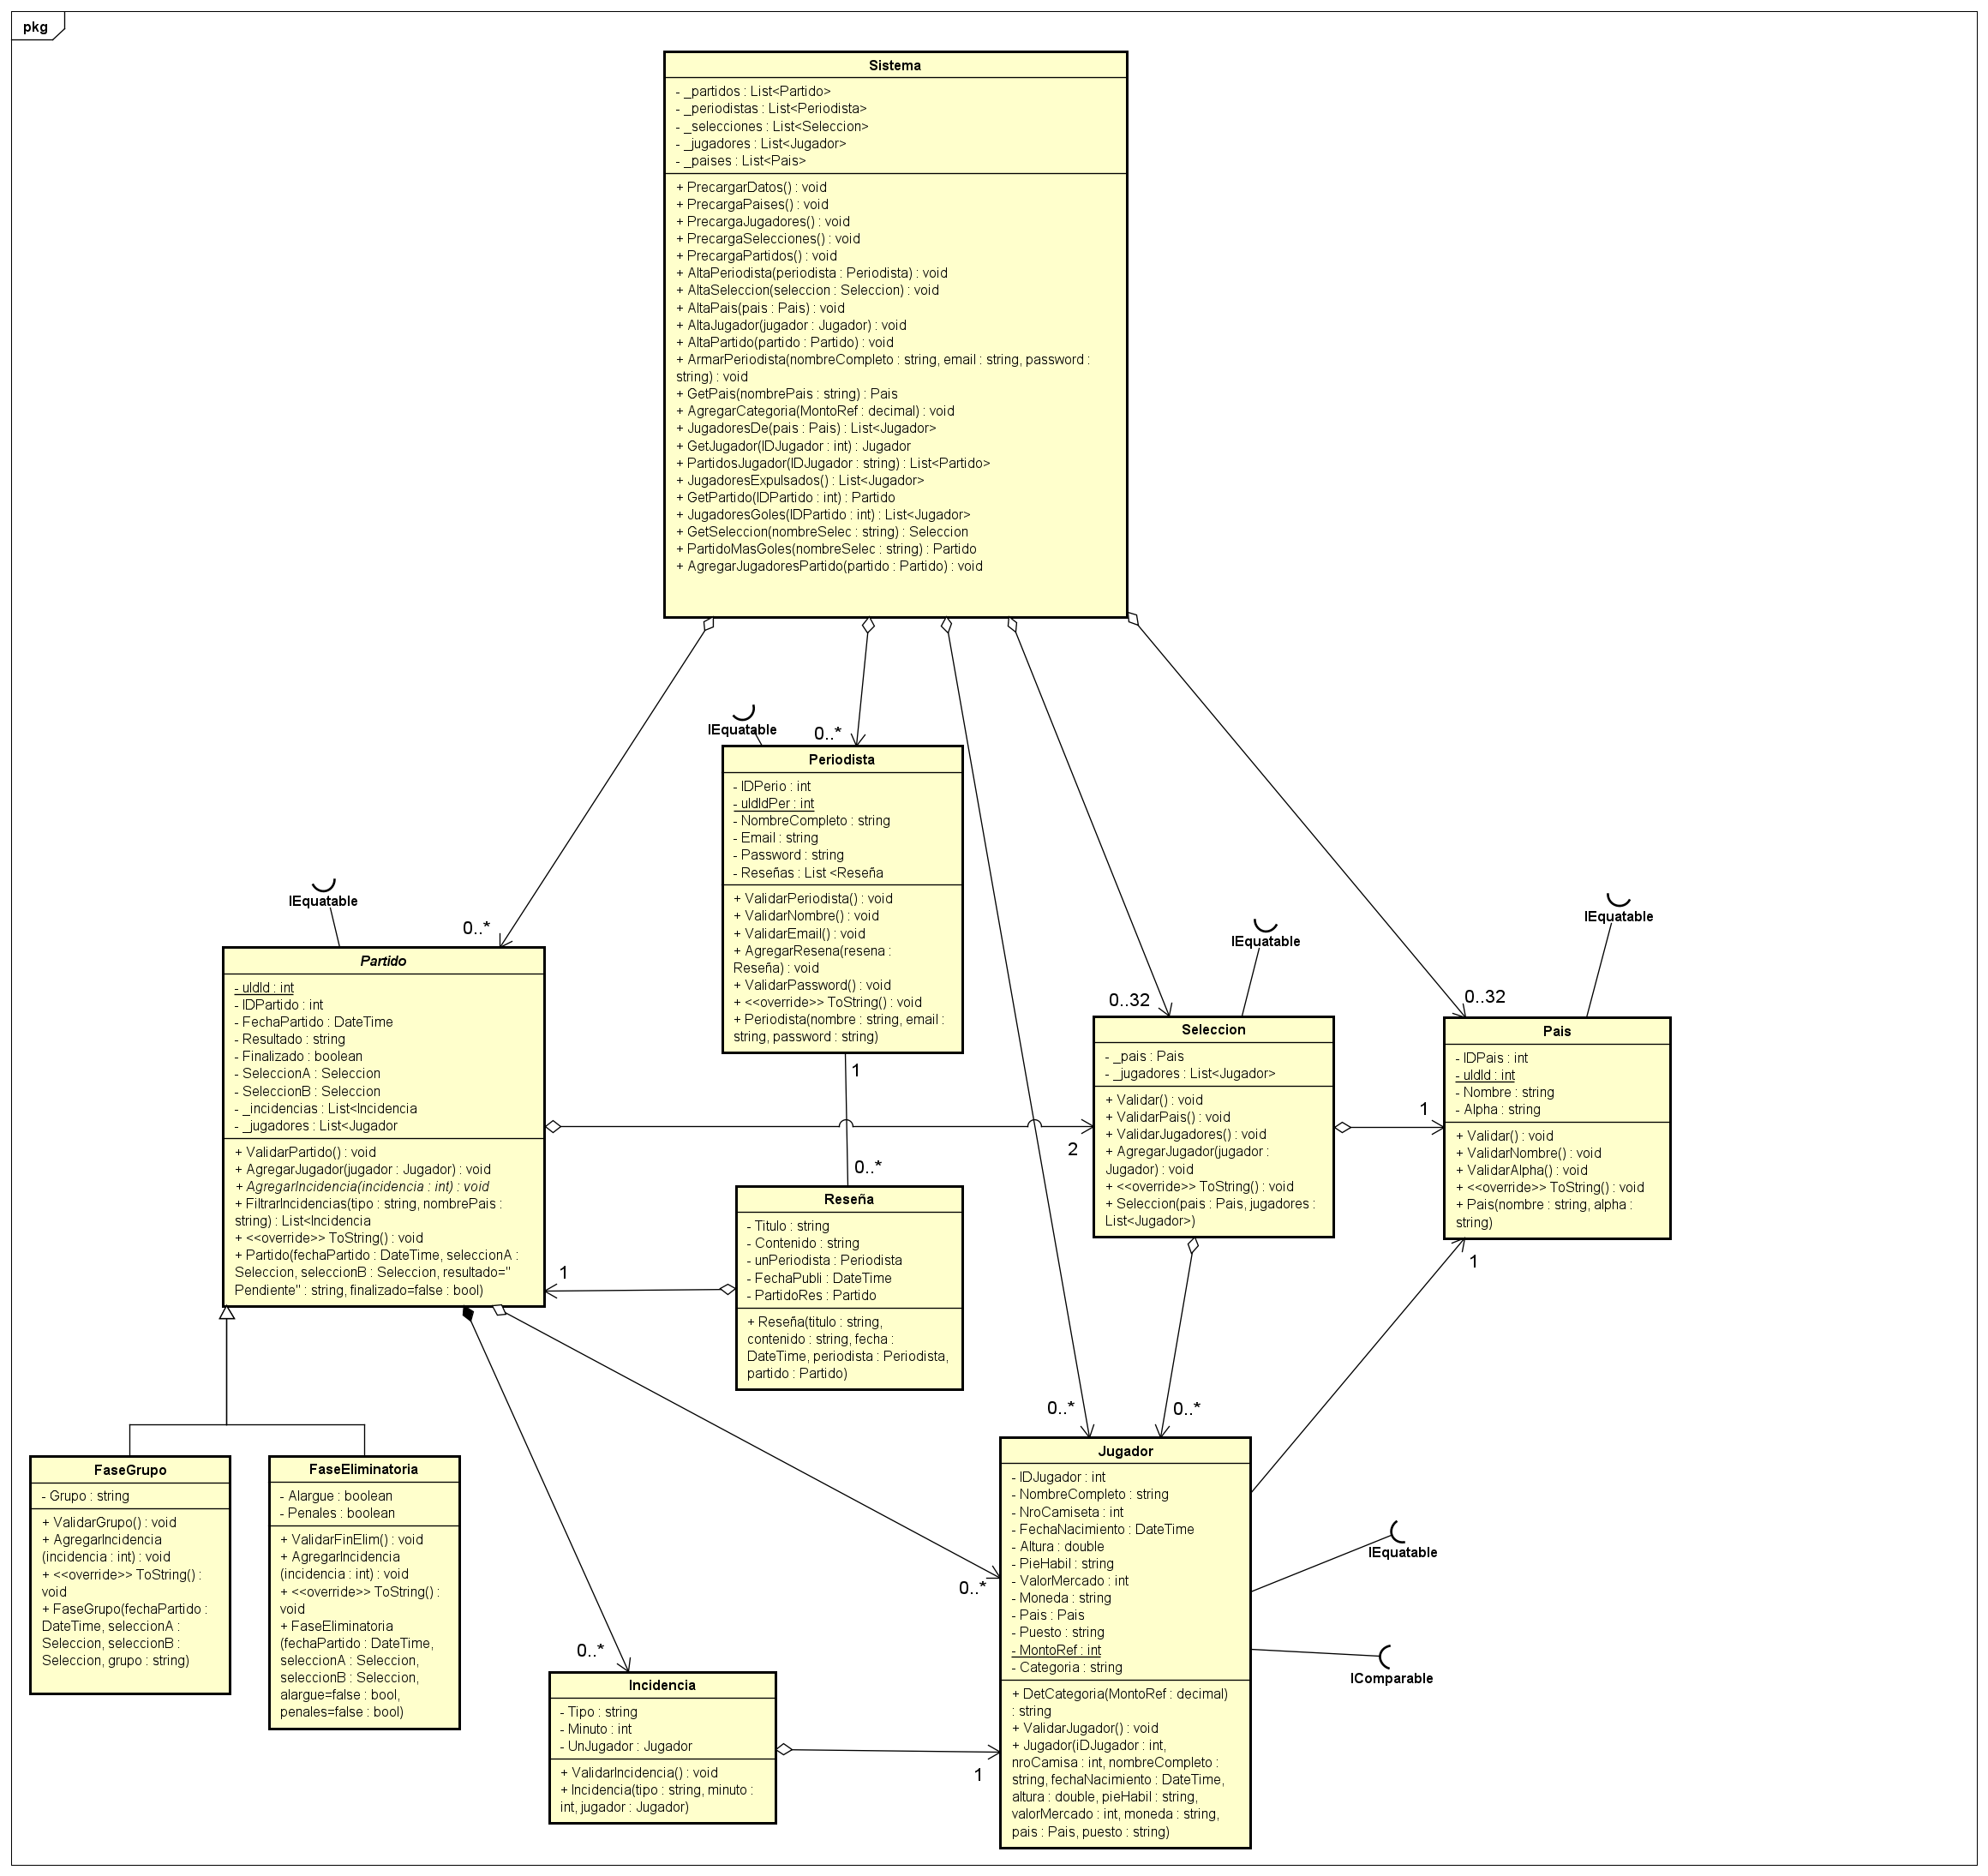 pkg
Sistema
- _partidos : List<Partido>
- _periodistas : List<Periodista>
- _selecciones : List<Seleccion>
- _jugadores : List<Jugador>
- _paises : List<Pais>
+ PrecargarDatos() : void
+ PrecargaPaises() : void
+ PrecargaJugadores() : void
+ PrecargaSelecciones() : void
+ PrecargaPartidos() : void
+ AltaPeriodista(periodista : Periodista) : void
+ AltaSeleccion(seleccion : Seleccion) : void
+ AltaPais(pais : Pais) : void
+ AltaJugador(jugador : Jugador) : void
+ AltaPartido(partido : Partido) : void
+ ArmarPeriodista(nombreCompleto : string, email : string, password :
string) : void
+ GetPais(nombrePais : string) : Pais
+ AgregarCategoria(MontoRef : decimal) : void
+ JugadoresDe(pais : Pais) : List<Jugador>
+ GetJugador(IDJugador : int) : Jugador
+ PartidosJugador(IDJugador : string) : List<Partido>
+ JugadoresExpulsados() : List<Jugador>
+ GetPartido(IDPartido : int) : Partido
+ JugadoresGoles(IDPartido : int) : List<Jugador>
+ GetSeleccion(nombreSelec : string) : Seleccion
+ PartidoMasGoles(nombreSelec : string) : Partido
+ AgregarJugadoresPartido(partido : Partido) : void
IEquatable
0..*
Periodista
- IDPerio : int
- uldIdPer : int
- NombreCompleto : string
- Email : string
- Password : string
- Reseñas : List <Reseña
+ ValidarPeriodista() : void
+ ValidarNombre() : void
+ ValidarEmail() : void
+ AgregarResena(resena :
Reseña) : void
+ ValidarPassword() : void
+ <<override>> ToString() : void
+ Periodista(nombre : string, email :
string, password : string)
1
0..*
IEquatable
0..*
Partido
- uldId : int
- IDPartido : int
- FechaPartido : DateTime
- Resultado : string
- Finalizado : boolean
- SeleccionA : Seleccion
- SeleccionB : Seleccion
- _incidencias : List<Incidencia
- _jugadores : List<Jugador
+ ValidarPartido() : void
+ AgregarJugador(jugador : Jugador) : void
+ AgregarIncidencia(incidencia : int) : void
+ FiltrarIncidencias(tipo : string, nombrePais :
string) : List<Incidencia
+ <<override>> ToString() : void
+ Partido(fechaPartido : DateTime, seleccionA :
Seleccion, seleccionB : Seleccion, resultado="
Pendiente" : string, finalizado=false : bool)
2
1
IEquatable
0..32
Seleccion
- _pais : Pais
- _jugadores : List<Jugador>
+ Validar() : void
+ ValidarPais() : void
+ ValidarJugadores() : void
+ AgregarJugador(jugador :
Jugador) : void
+ <<override>> ToString() : void
+ Seleccion(pais : Pais, jugadores :
List<Jugador>)
1
IEquatable
0..32
Pais
- IDPais : int
- uldId : int
- Nombre : string
- Alpha : string
+ Validar() : void
+ ValidarNombre() : void
+ ValidarAlpha() : void
+ <<override>> ToString() : void
+ Pais(nombre : string, alpha :
string)
1
Reseña
- Titulo : string
- Contenido : string
- unPeriodista : Periodista
- FechaPubli : DateTime
- PartidoRes : Partido
+ Reseña(titulo : string,
contenido : string, fecha :
DateTime, periodista : Periodista,
partido : Partido)
FaseGrupo
- Grupo : string
+ ValidarGrupo() : void
+ AgregarIncidencia
(incidencia : int) : void
+ <<override>> ToString() :
void
+ FaseGrupo(fechaPartido :
DateTime, seleccionA :
Seleccion, seleccionB :
Seleccion, grupo : string)
FaseEliminatoria
- Alargue : boolean
- Penales : boolean
+ ValidarFinElim() : void
+ AgregarIncidencia
(incidencia : int) : void
+ <<override>> ToString() :
void
+ FaseEliminatoria
(fechaPartido : DateTime,
seleccionA : Seleccion,
seleccionB : Seleccion,
alargue=false : bool,
penales=false : bool)
0..*
Incidencia
- Tipo : string
- Minuto : int
- UnJugador : Jugador
+ ValidarIncidencia() : void
+ Incidencia(tipo : string, minuto :
int, jugador : Jugador)
1
0..*
0..*
0..*
Jugador
- IDJugador : int
- NombreCompleto : string
- NroCamiseta : int
- FechaNacimiento : DateTime
- Altura : double
- PieHabil : string
- ValorMercado : int
- Moneda : string
- Pais : Pais
- Puesto : string
- MontoRef : int
- Categoria : string
+ DetCategoria(MontoRef : decimal)
: string
+ ValidarJugador() : void
+ Jugador(iDJugador : int,
nroCamisa : int, nombreCompleto :
string, fechaNacimiento : DateTime,
altura : double, pieHabil : string,
valorMercado : int, moneda : string,
pais : Pais, puesto : string)
IEquatable
IComparable